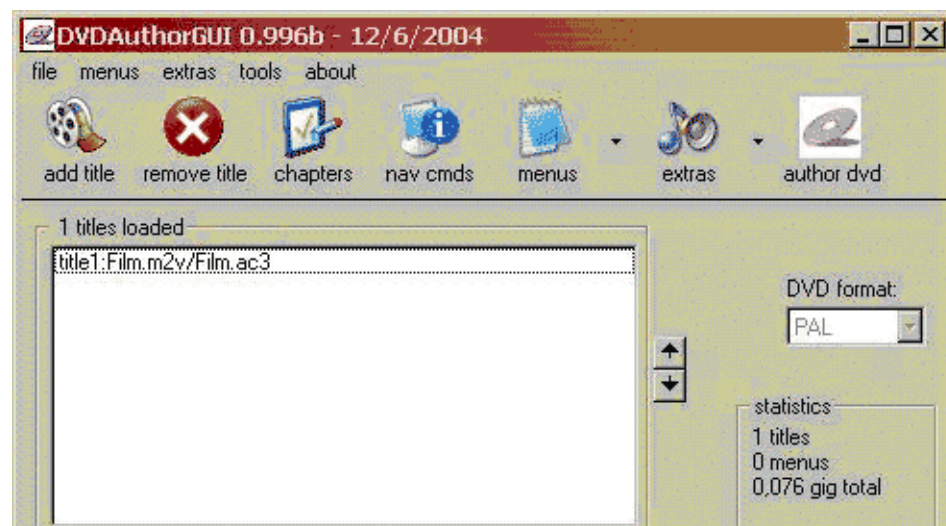 DVDAuthorGUI 0.996b - 12/6/2004
file menus extras tools about
add title remove title chapters nav cmds menus extras author dvd
1 titles loaded
title1:Film.m2v/Film.ac3
DVD format:
PAL
statistics
1 titles
0 menus
0,076 gig total